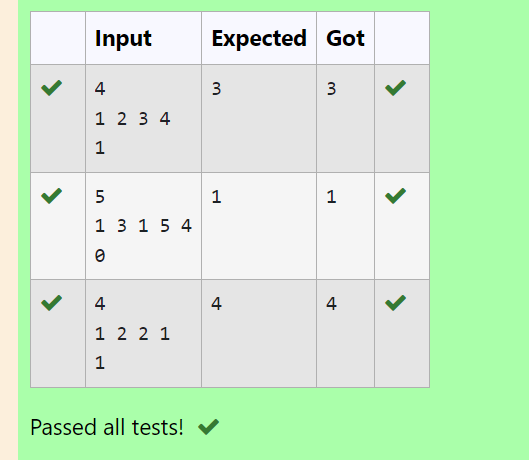 Input Expected Got
4 3 3
1 2 3 4
1
5 1 1
1 3 1 5 4
0
4 4 4
1 2 2 1
1
Passed all tests!